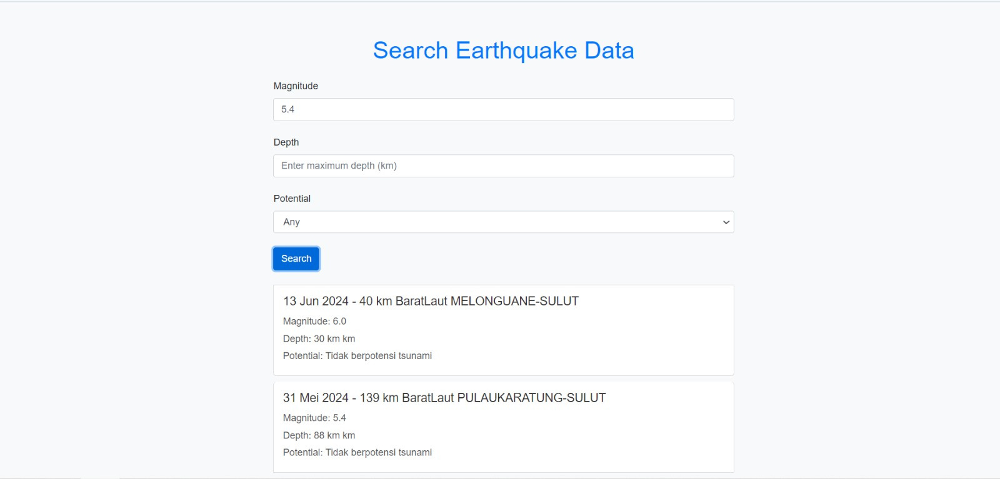 Search Earthquake Data
Magnitude
5.4
Depth
Enter maximum depth (km)
Potential
Any
Search
13 Jun 2024 - 40 km BaratLaut MELONGUANE-SULUT
Magnitude: 6.0
Depth: 30 km km
Potential: Tidak berpotensi tsunami
31 Mei 2024 - 139 km BaratLaut PULAUKARATUNG-SULUT
Magnitude: 5.4
Depth: 88 km km
Potential: Tidak berpotensi tsunami